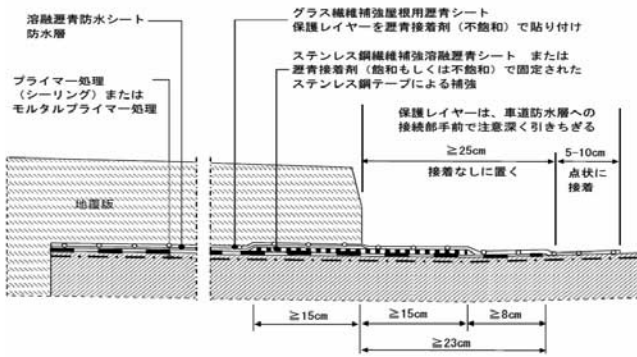 溶融瀝青防水シート
防水層
プライマー処理
（シーリング）または
モルタルプライマー処理
グラス繊維補強屋根用瀝青シート
保護レイヤーを瀝青接着剤（不飽和）で貼り付け
ステンレス鋼繊維補強溶融瀝青シート　または
瀝青接着剤（飽和もしくは不飽和）で固定された
ステンレス鋼テープによる補強
保護レイヤーは、車道防水層への
接続部手前で注意深く引きちぎる
≧25cm
5-10cm
接着なしに置く
点状に
接着
地覆版
≧15cm
≧15cm
≧8cm
≧23cm